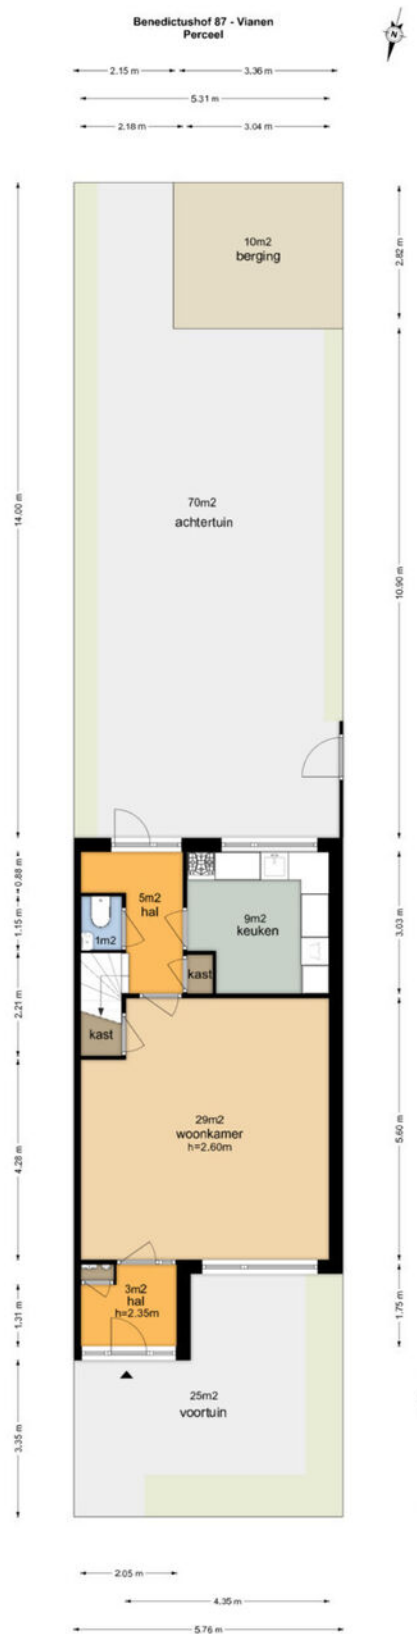 Benedictushof 87 - Vianen
Perceel
N
2.15 m
3.36 m
5.31 m
2.18 m
3.04 m
10m2
berging
2.82 m
14.00 m
70m2
achtertuin
10.90 m
0.88 m
5m2
hal
1.15 m
1m2
9m2
keuken
3.03 m
kast
2.21 m
kast
29m2
woonkamer
h=2.60m
4.28 m
5.60 m
3m2
hal
h=2.35m
1.31 m
1.75 m
25m2
voortuin
3.35 m
2.05 m
4.35 m
5.76 m